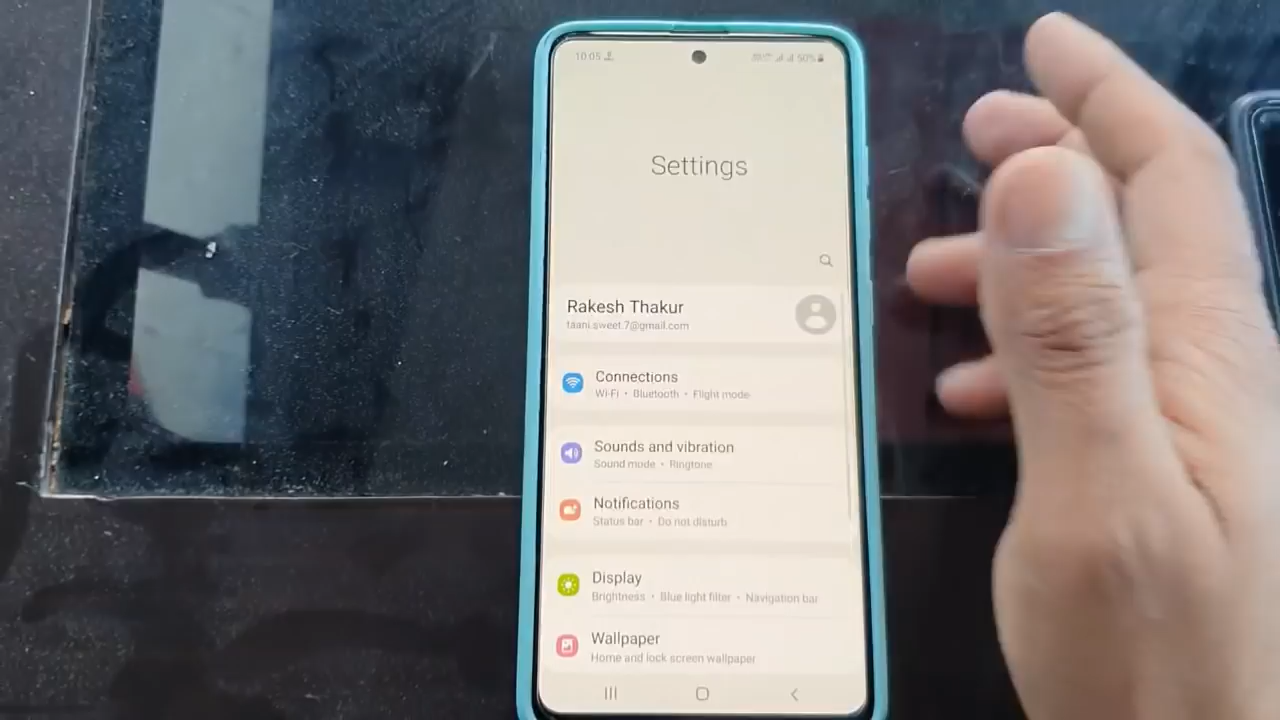 10:05
50%
Settings
Rakesh Thakur
taani.sweet.7@gmail.com
Connections
Wi-Fi • Bluetooth • Flight mode
Sounds and vibration
Sound mode • Ringtone
Notifications
Status bar • Do not disturb
Display
Brightness • Blue light filter • Navigation bar
Wallpaper
Home and lock screen wallpaper